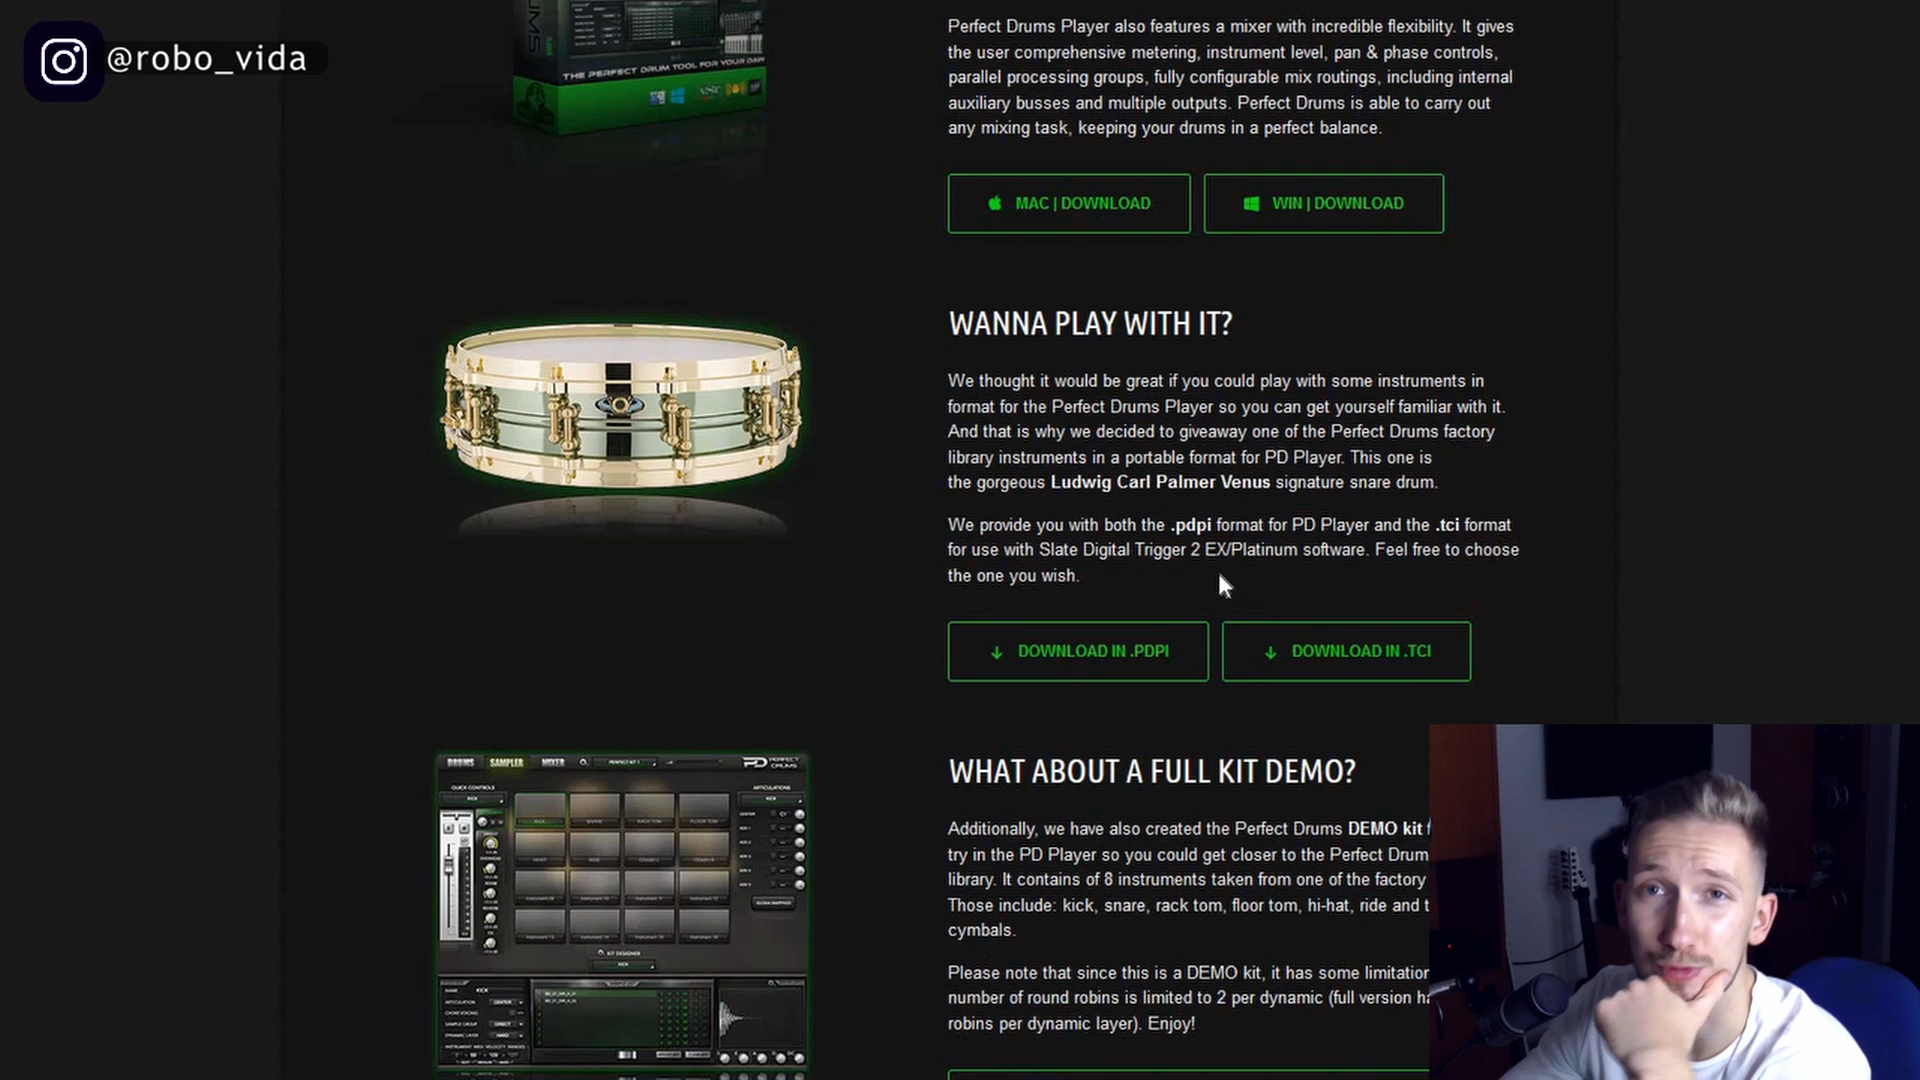 @robo_vida
THE PERFECT DRUM TOOL FOR YOUR DAW
Perfect Drums Player also features a mixer with incredible flexibility. It gives
the user comprehensive metering, instrument level, pan & phase controls,
parallel processing groups, fully configurable mix routings, including internal
auxiliary busses and multiple outputs. Perfect Drums is able to carry out
any mixing task, keeping your drums in a perfect balance.
MAC | DOWNLOAD
WIN | DOWNLOAD
WANNA PLAY WITH IT?
We thought it would be great if you could play with some instruments in
format for the Perfect Drums Player so you can get yourself familiar with it.
And that is why we decided to giveaway one of the Perfect Drums factory
library instruments in a portable format for PD Player. This one is
the gorgeous Ludwig Carl Palmer Venus signature snare drum.
We provide you with both the .pdpi format for PD Player and the .tci format
for use with Slate Digital Trigger 2 EX/Platinum software. Feel free to choose
the one you wish.
DOWNLOAD IN .PDPI
DOWNLOAD IN .TCI
DRUMS SAMPLER MIXER
PERFECT KIT 1
PD PERFECT DRUMS
QUICK CONTROLS
ARTICULATIONS
KIT DESIGNER
KICK
WHAT ABOUT A FULL KIT DEMO?
Additionally, we have also created the Perfect Drums DEMO kit
try in the PD Player so you could get closer to the Perfect Drum
library. It contains of 8 instruments taken from one of the factory
Those include: kick, snare, rack tom, floor tom, hi-hat, ride and
cymbals.
Please note that since this is a DEMO kit, it has some limitation
number of round robins is limited to 2 per dynamic (full version
robins per dynamic layer). Enjoy!